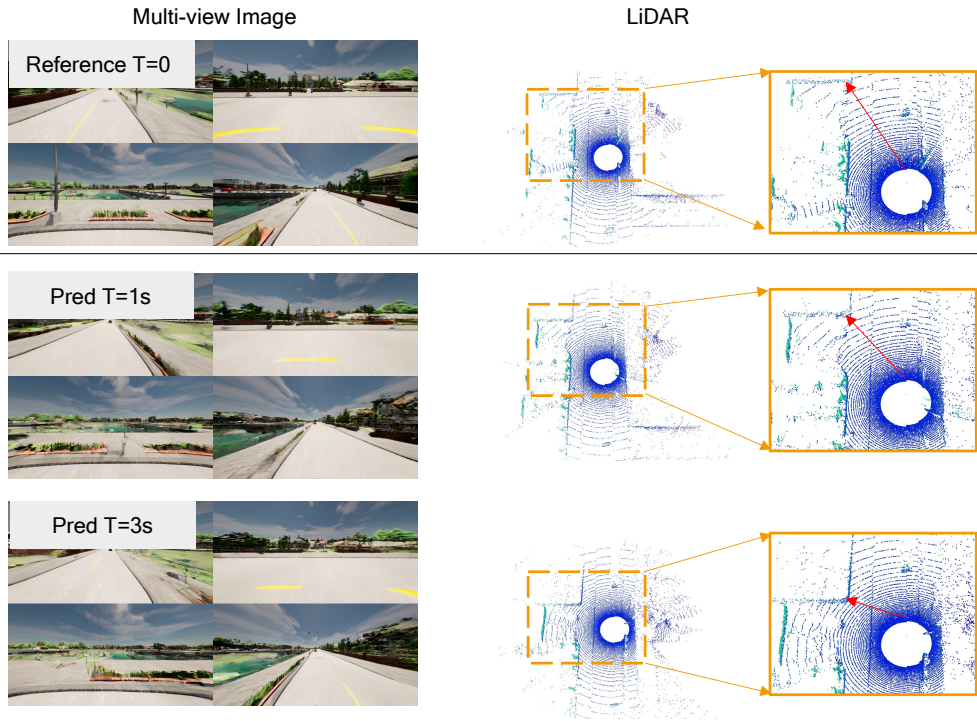 Multi-view Image
LiDAR
Reference T=0
Pred T=1s
Pred T=3s